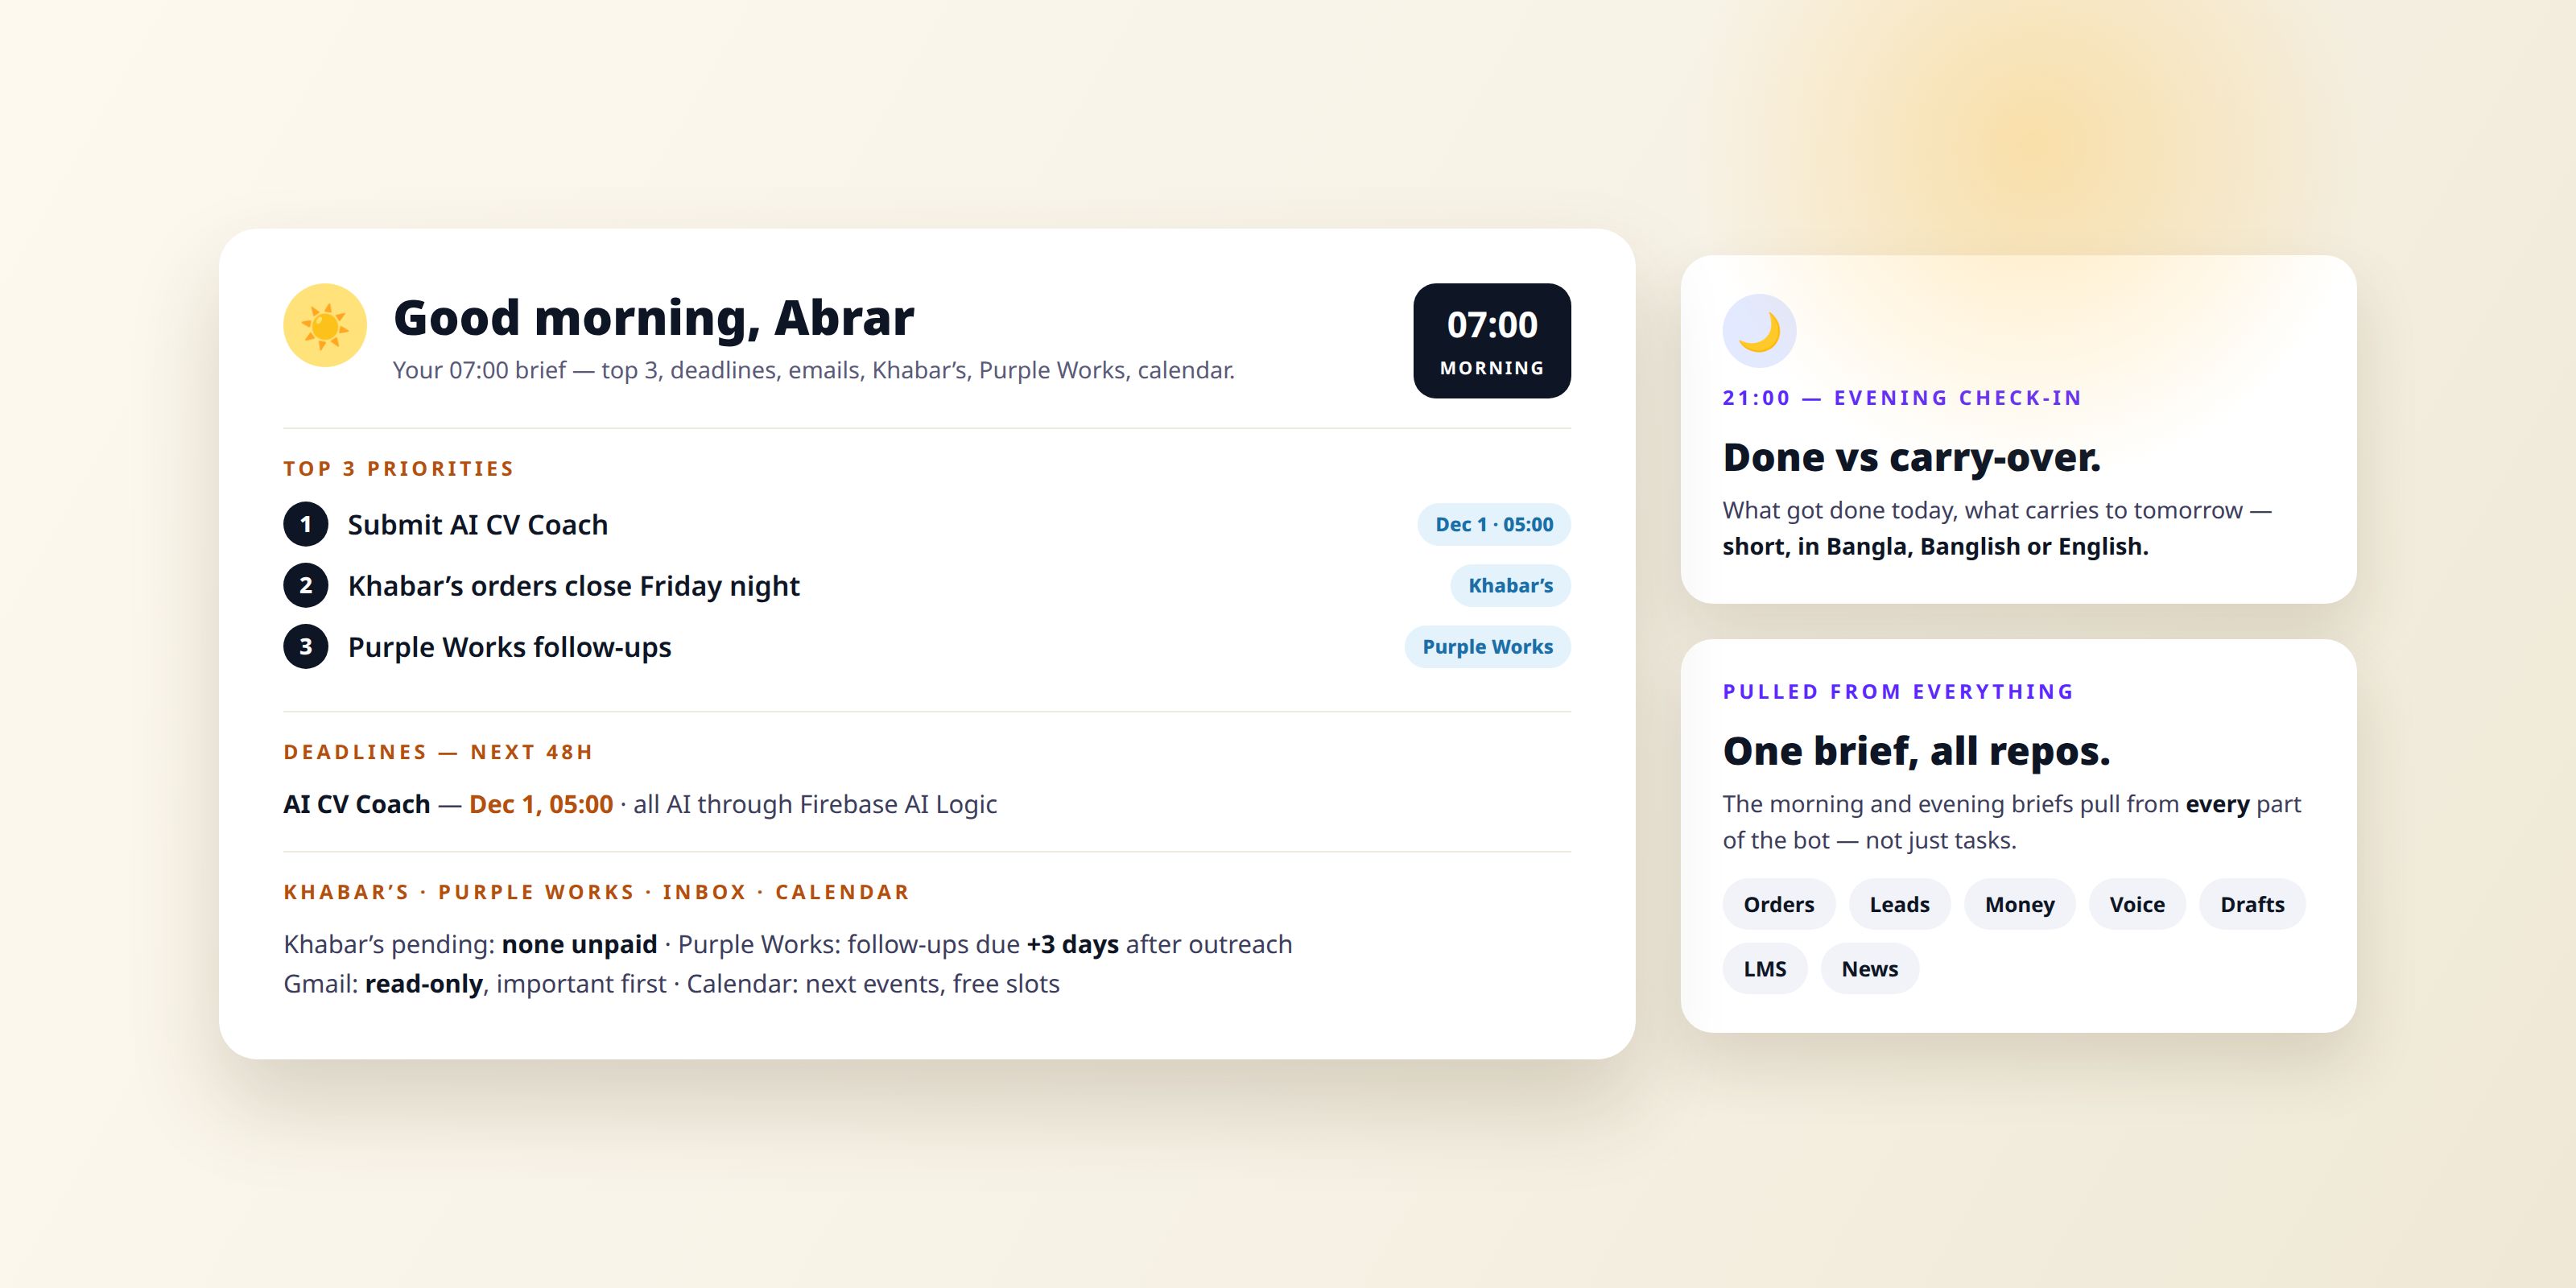 Good morning, Abrar
Your 07:00 brief — top 3, deadlines, emails, Khabar’s, Purple Works, calendar.
07:00
MORNING
TOP 3 PRIORITIES
1 Submit AI CV Coach Dec 1 · 05:00
2 Khabar’s orders close Friday night Khabar’s
3 Purple Works follow-ups Purple Works
DEADLINES — NEXT 48H
AI CV Coach — Dec 1, 05:00 · all AI through Firebase AI Logic
KHABAR’S · PURPLE WORKS · INBOX · CALENDAR
Khabar’s pending: none unpaid · Purple Works: follow-ups due +3 days after outreach
Gmail: read-only, important first · Calendar: next events, free slots
21:00 — EVENING CHECK-IN
Done vs carry-over.
What got done today, what carries to tomorrow —
short, in Bangla, Banglish or English.
PULLED FROM EVERYTHING
One brief, all repos.
The morning and evening briefs pull from every part
of the bot — not just tasks.
Orders Leads Money Voice Drafts
LMS News